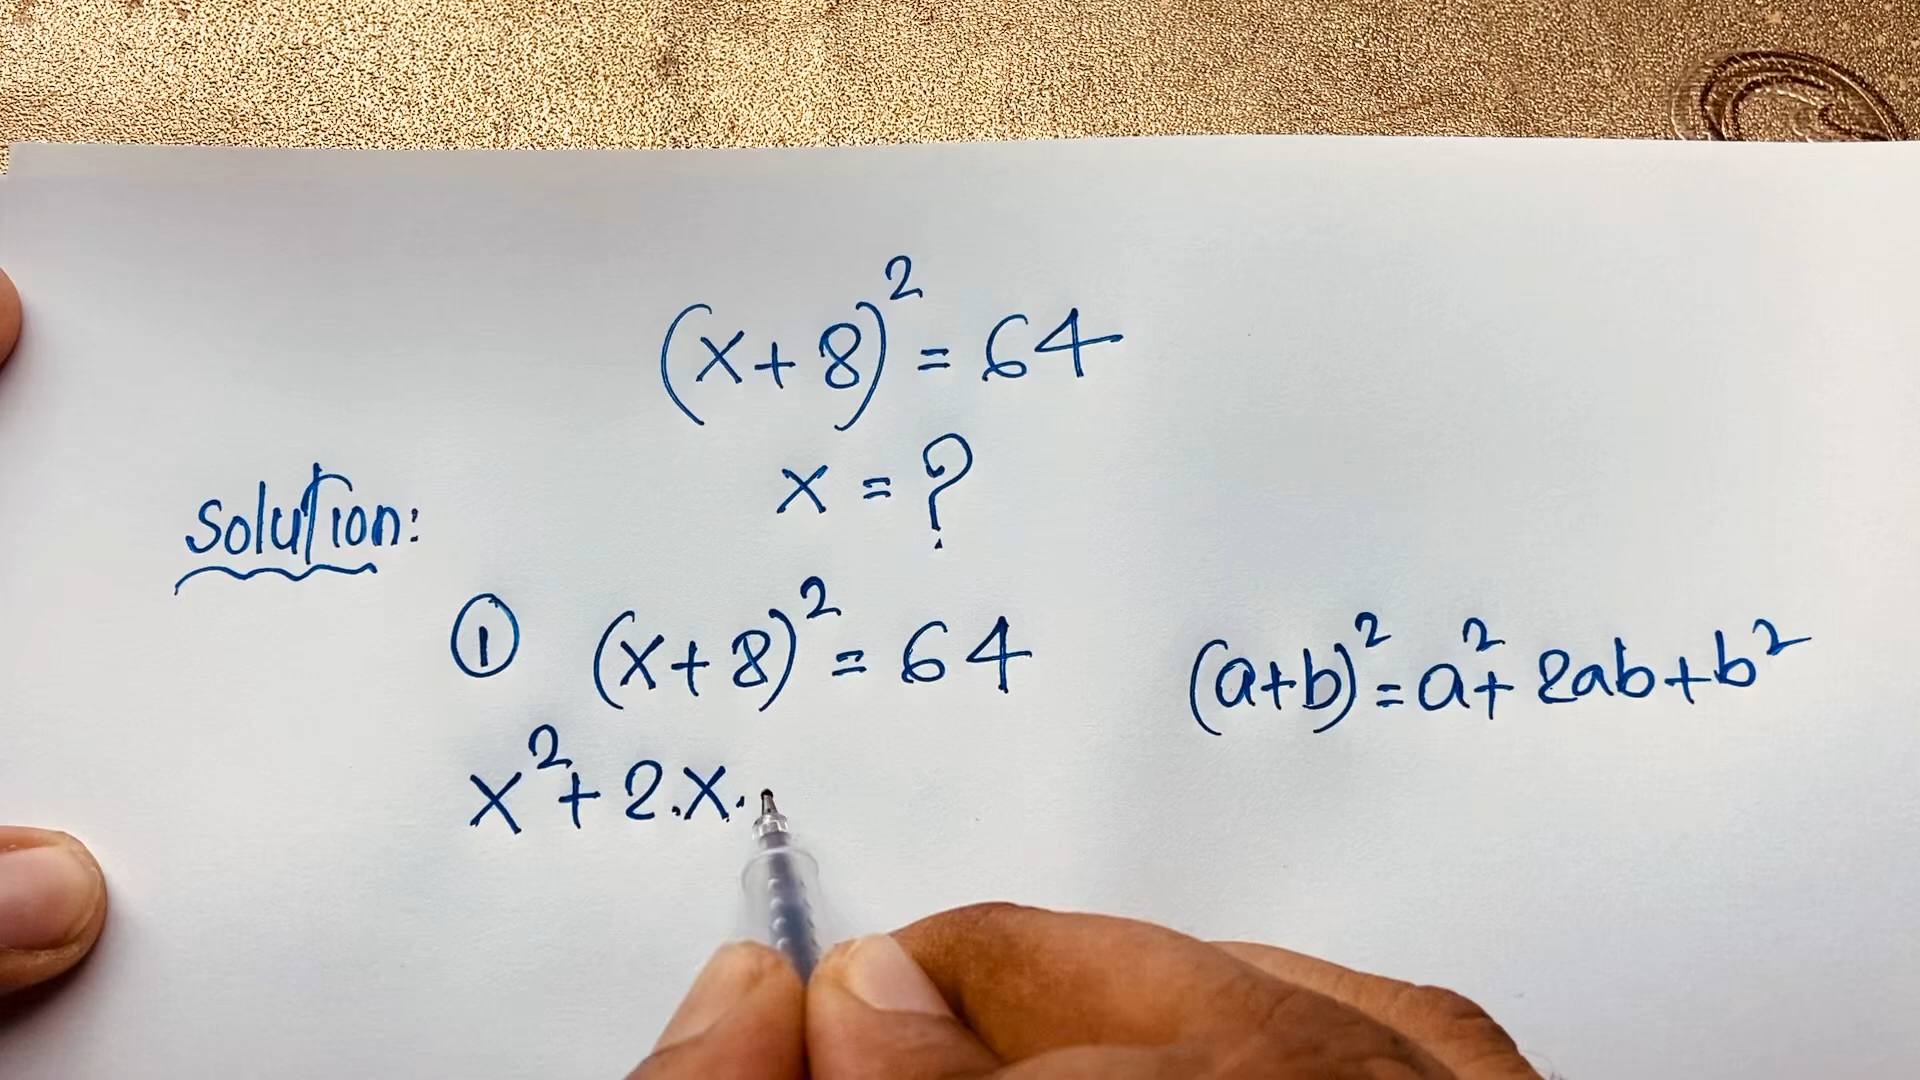 (x+8)² = 64
x = ?
Solution:
① (x+8)² = 64
(a+b)² = a² + 2ab + b²
x² + 2.x.